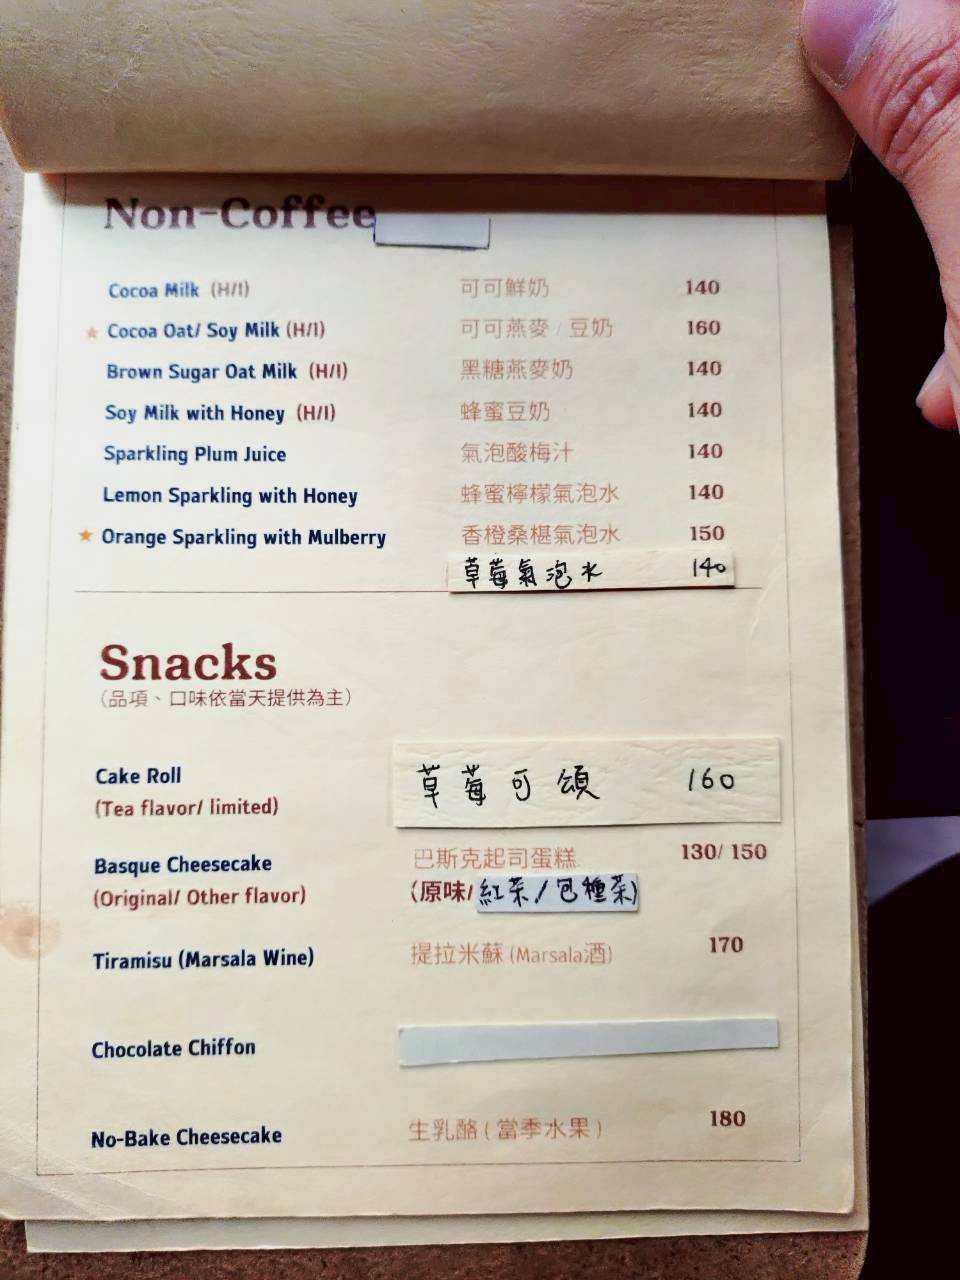 Non-Coffee
Cocoa Milk (H/I) 可可鮮奶 140
★ Cocoa Oat/ Soy Milk (H/I) 可可燕麥 / 豆奶 160
Brown Sugar Oat Milk (H/I) 黑糖燕麥奶 140
Soy Milk with Honey (H/I) 蜂蜜豆奶 140
Sparkling Plum Juice 氣泡酸梅汁 140
Lemon Sparkling with Honey 蜂蜜檸檬氣泡水 140
★ Orange Sparkling with Mulberry 香橙桑椹氣泡水 150
草莓氣泡水 140
Snacks
（品項、口味依當天提供為主）
Cake Roll 草莓可頌 160
(Tea flavor/ limited)
Basque Cheesecake 巴斯克起司蛋糕 130/ 150
(Original/ Other flavor) (原味/紅茶/包種茶)
Tiramisu (Marsala Wine) 提拉米蘇 (Marsala酒) 170
Chocolate Chiffon
No-Bake Cheesecake 生乳酪 ( 當季水果 ) 180